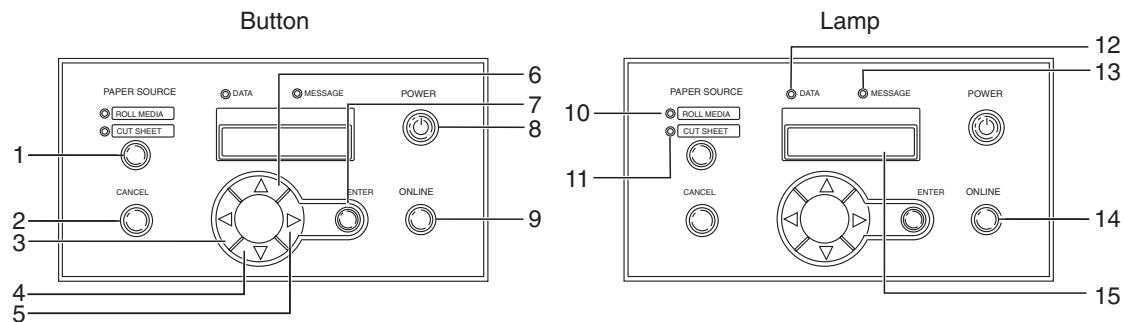 Button
PAPER SOURCE
ROLL MEDIA
CUT SHEET
DATA
MESSAGE
POWER
CANCEL
ENTER
ONLINE
1
2
3
4
5
6
7
8
9
Lamp
PAPER SOURCE
ROLL MEDIA
CUT SHEET
DATA
MESSAGE
POWER
CANCEL
ENTER
ONLINE
10
11
12
13
14
15